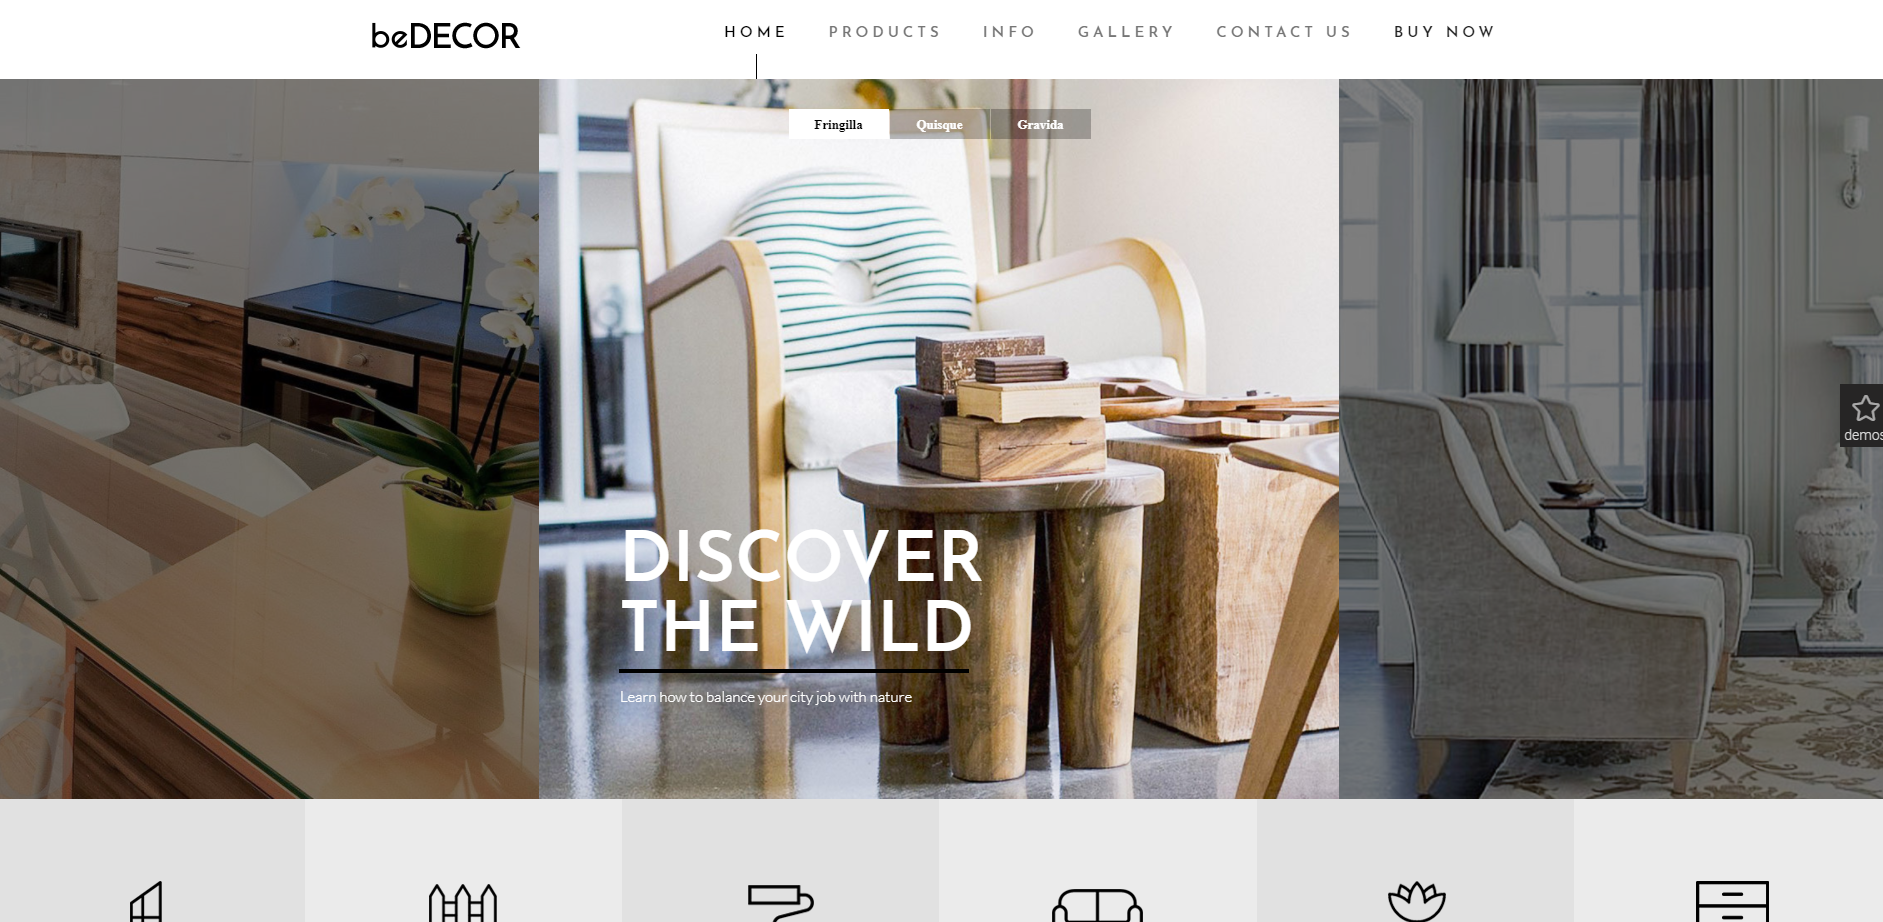 beDECOR
HOME PRODUCTS INFO GALLERY CONTACT US BUY NOW
Fringilla Quisque Gravida
demos
DISCOVER
THE WILD
Learn how to balance your city job with nature